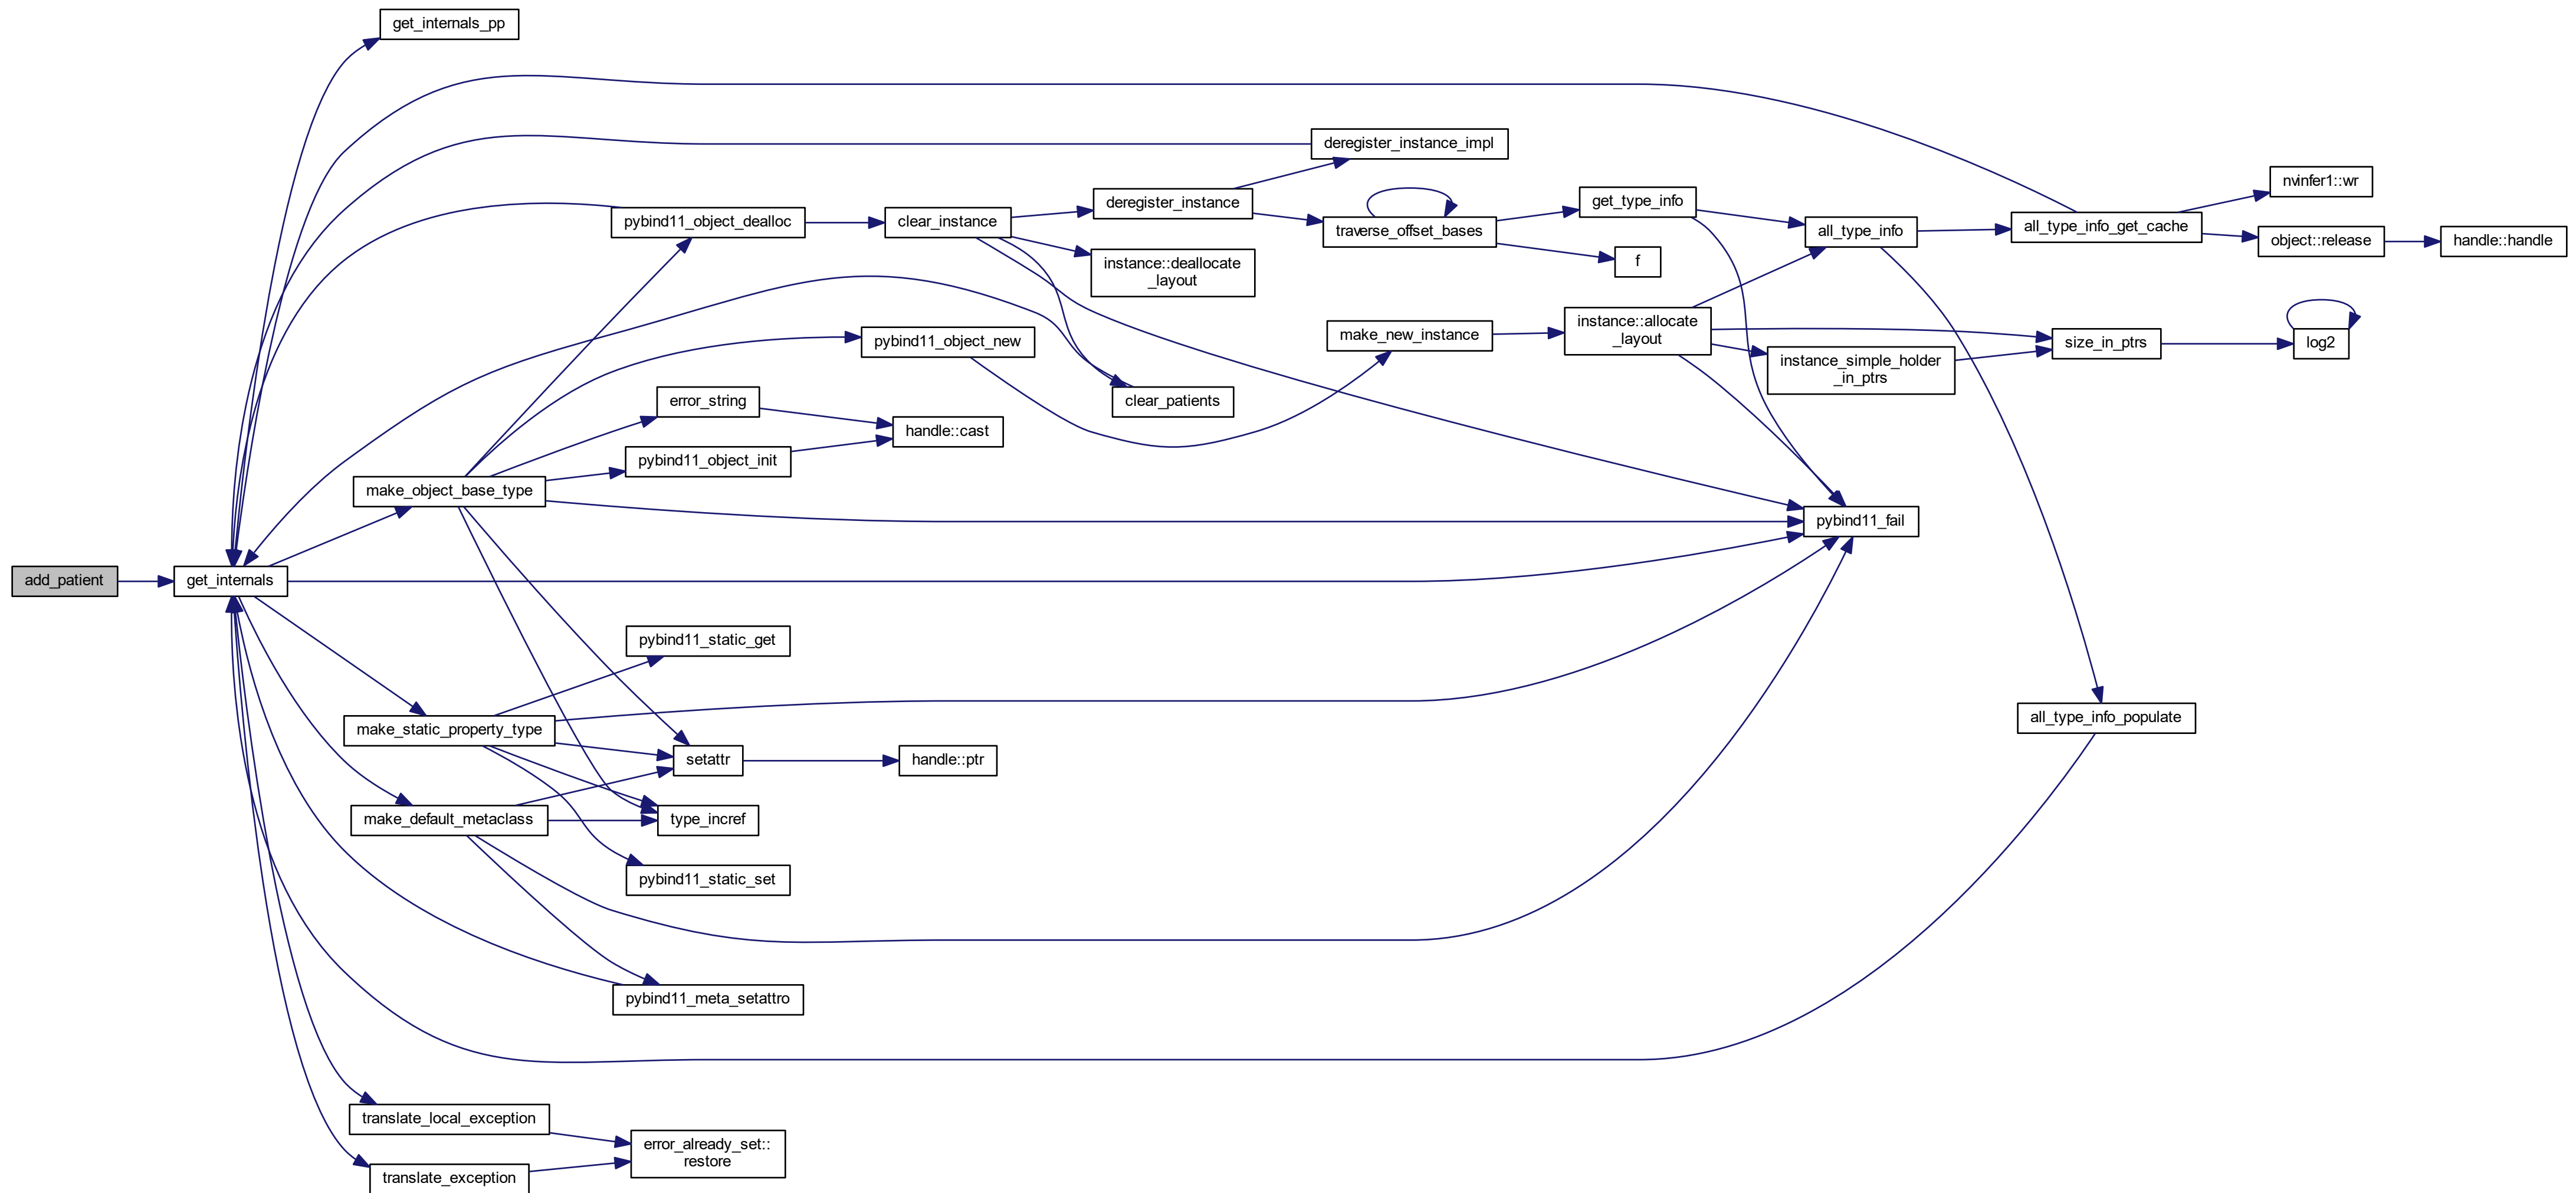 get_internals_pp
deregister_instance_impl
nvinfer1::wr
deregister_instance
get_type_info
pybind11_object_dealloc
clear_instance
traverse_offset_bases
all_type_info
all_type_info_get_cache
object::release
handle::handle
instance::deallocate
_layout
f
pybind11_object_new
make_new_instance
instance::allocate
_layout
size_in_ptrs
log2
instance_simple_holder
_in_ptrs
error_string
clear_patients
handle::cast
pybind11_object_init
make_object_base_type
pybind11_fail
add_patient
get_internals
pybind11_static_get
make_static_property_type
all_type_info_populate
setattr
handle::ptr
make_default_metaclass
type_incref
pybind11_static_set
pybind11_meta_setattro
translate_local_exception
error_already_set::
restore
translate_exception